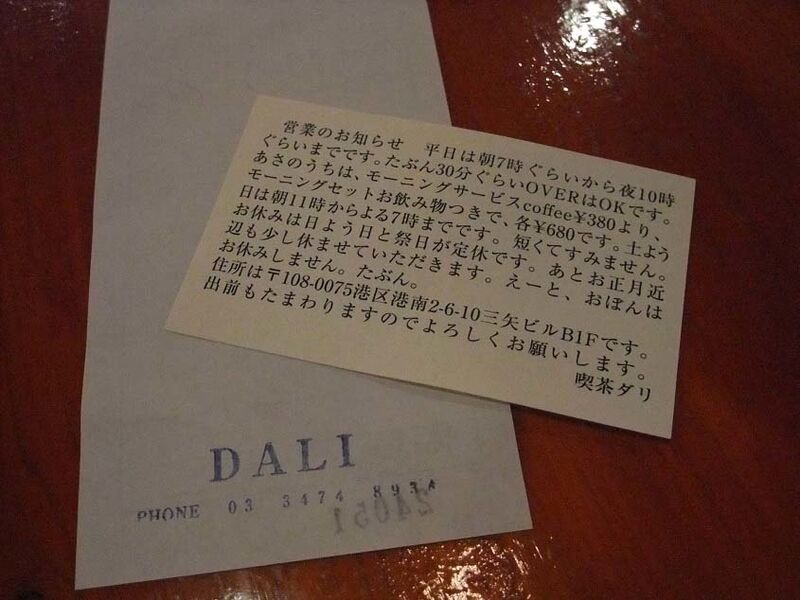 営業のお知らせ　平日は朝7時ぐらいから夜10時
ぐらいまでです。たぶん30分ぐらいOVERはOKです。
あさのうちは、モーニングサービスcoffee¥380より、
モーニングセットお飲み物つきで、各¥680です。土よう
日は朝11時からよる7時までです。短くてすみません。
お休みは日よう日と祭日が定休です。あとお正月近
辺も少し休ませていただきます。えーと、おぼんは
お休みしません。たぶん。
住所は〒108-0075港区港南2-6-10三矢ビルB1Fです。
出前もたまわりますのでよろしくお願いします。
喫茶ダリ
DALI
PHONE 03 3474 8934
24051